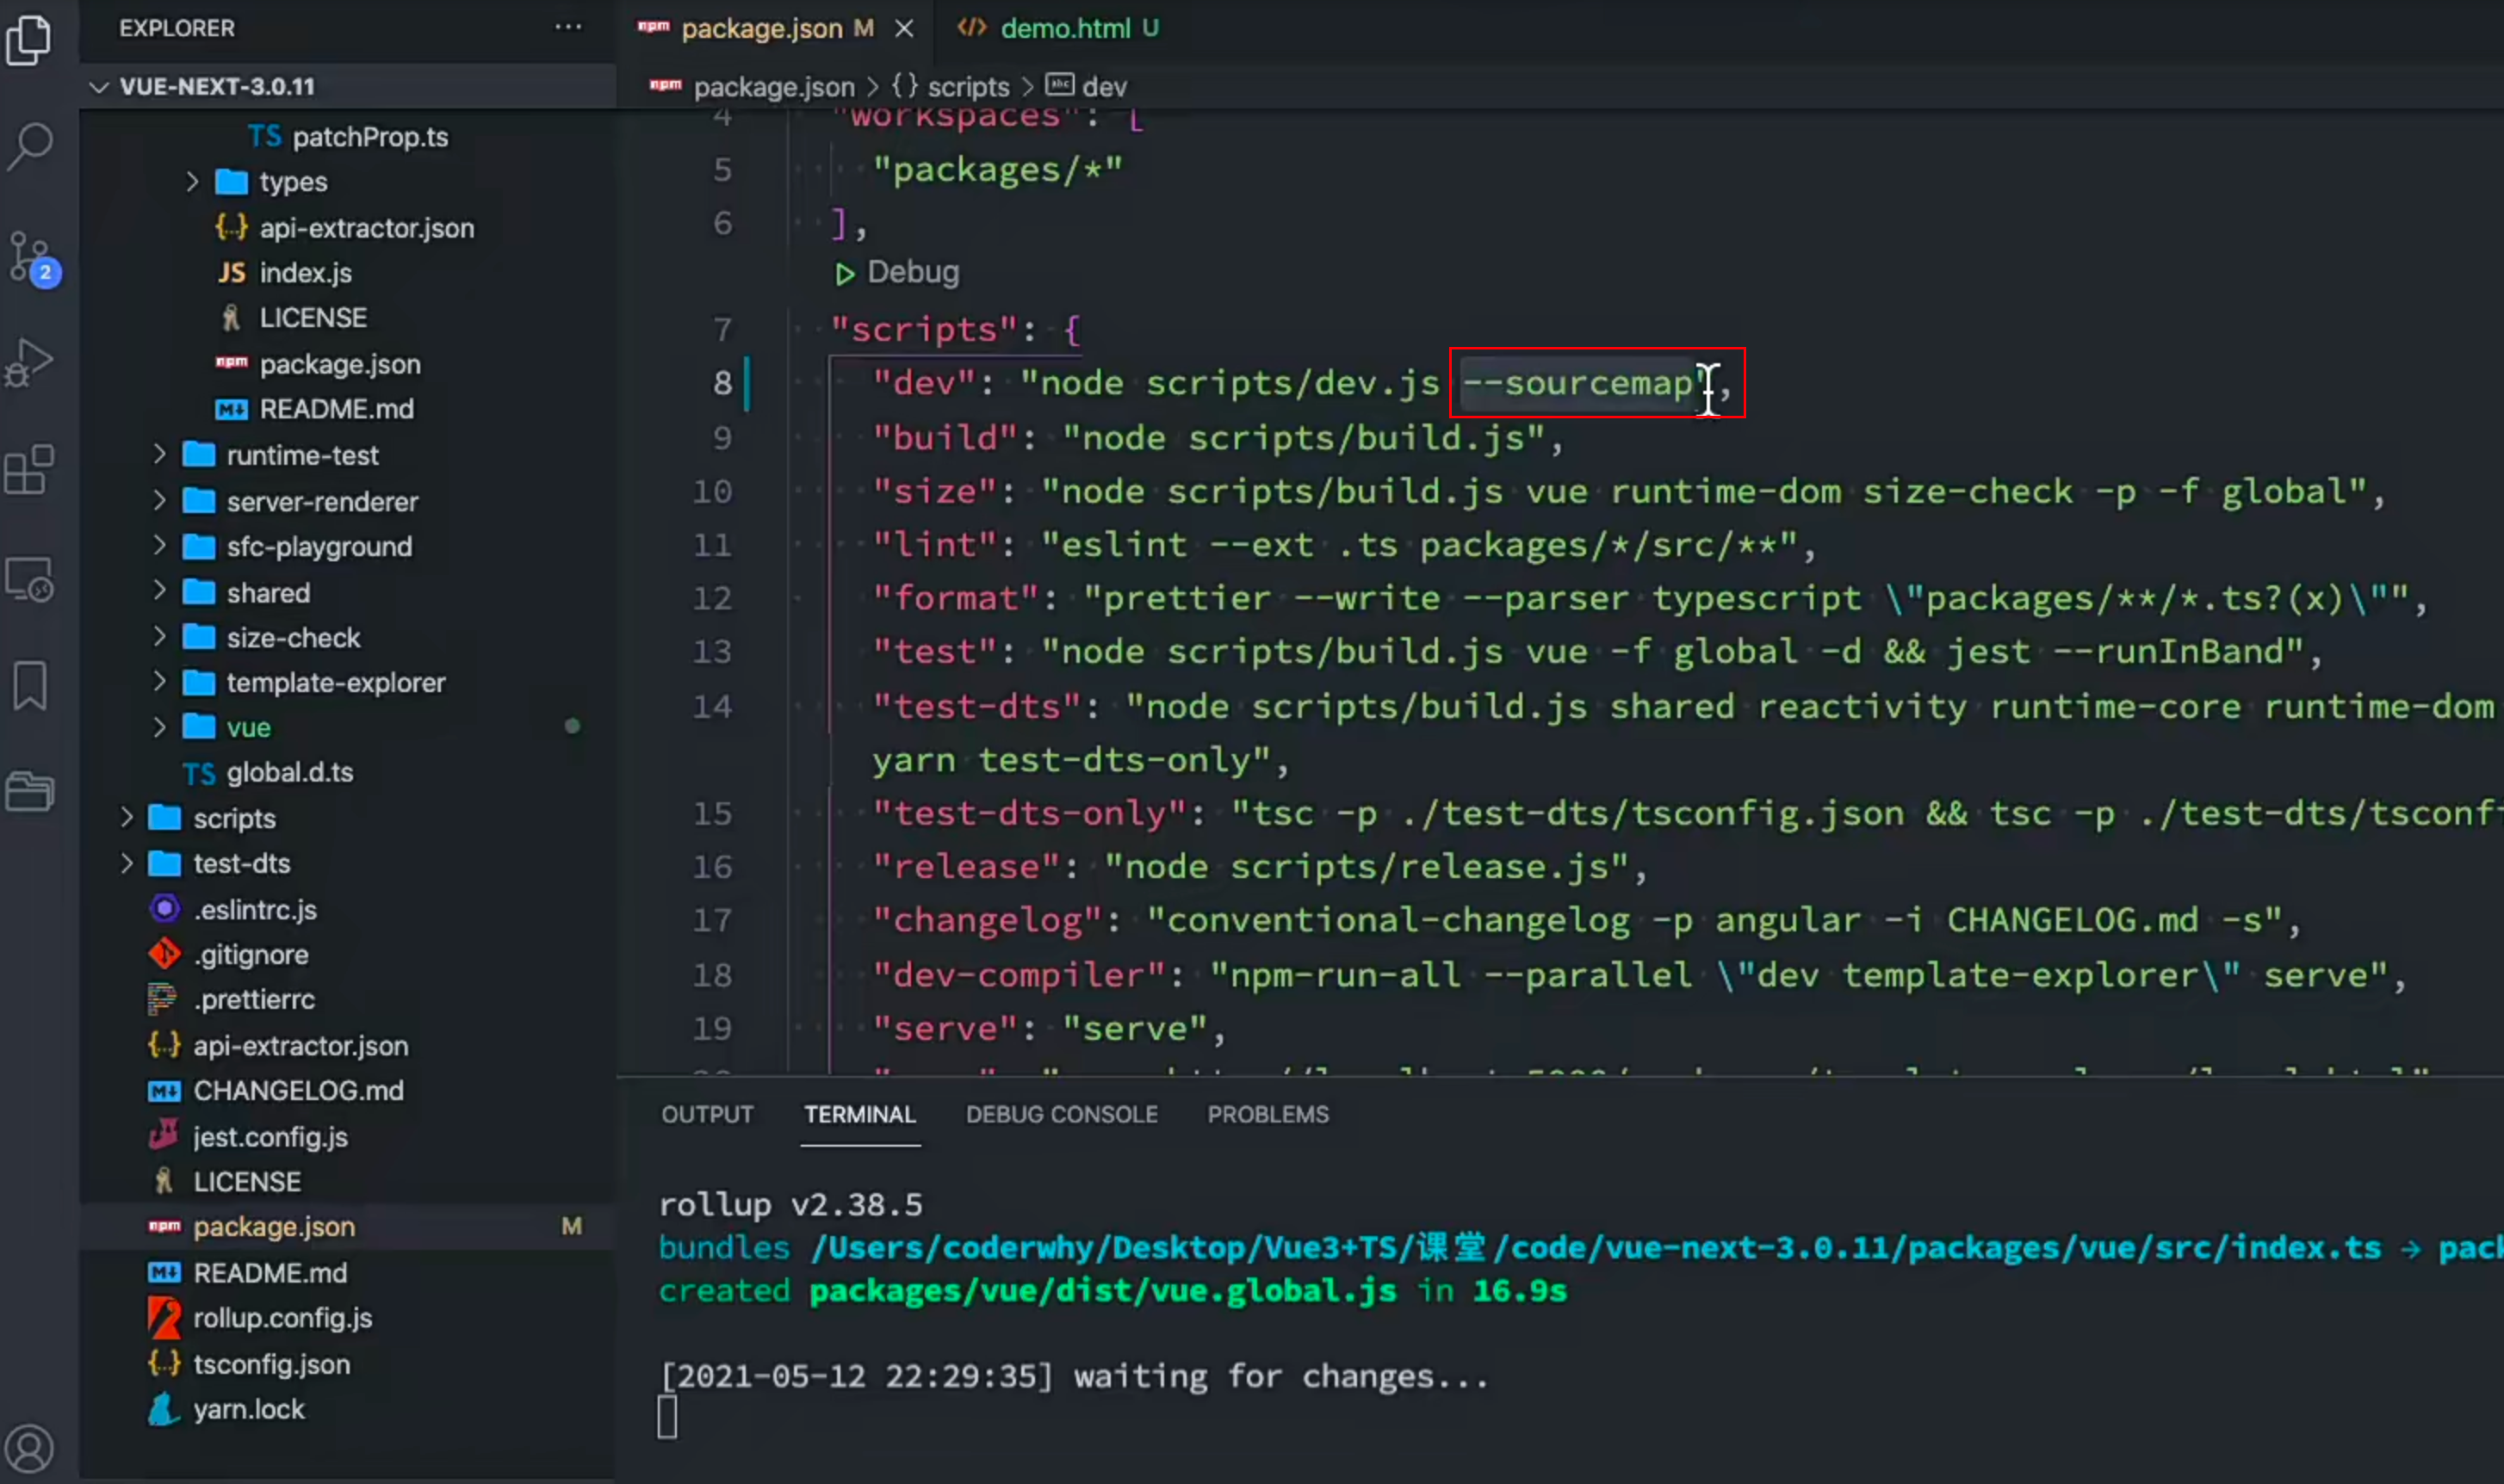 EXPLORER
VUE-NEXT-3.0.11
TS patchProp.ts
types
api-extractor.json
JS index.js
LICENSE
npm package.json
README.md
runtime-test
server-renderer
sfc-playground
shared
size-check
template-explorer
vue
TS global.d.ts
scripts
test-dts
.eslintrc.js
.gitignore
.prettierrc
api-extractor.json
CHANGELOG.md
jest.config.js
LICENSE
npm package.json M
README.md
rollup.config.js
tsconfig.json
yarn.lock
2
npm package.json M
demo.html U
npm package.json > {} scripts > abc dev
4 "workspaces": [
5 "packages/*"
6 ],
Debug
7 "scripts": {
8 "dev": "node scripts/dev.js --sourcemap",
9 "build": "node scripts/build.js",
10 "size": "node scripts/build.js vue runtime-dom size-check -p -f global",
11 "lint": "eslint --ext .ts packages/*/src/**",
12 "format": "prettier --write --parser typescript \"packages/**/*.ts?(x)\"",
13 "test": "node scripts/build.js vue -f global -d && jest --runInBand",
14 "test-dts": "node scripts/build.js shared reactivity runtime-core runtime-dom
yarn test-dts-only",
15 "test-dts-only": "tsc -p ./test-dts/tsconfig.json && tsc -p ./test-dts/tsconf
16 "release": "node scripts/release.js",
17 "changelog": "conventional-changelog -p angular -i CHANGELOG.md -s",
18 "dev-compiler": "npm-run-all --parallel \"dev template-explorer\" serve",
19 "serve": "serve",
OUTPUT TERMINAL DEBUG CONSOLE PROBLEMS
rollup v2.38.5
bundles /Users/coderwhy/Desktop/Vue3+TS/课堂/code/vue-next-3.0.11/packages/vue/src/index.ts → pack
created packages/vue/dist/vue.global.js in 16.9s
[2021-05-12 22:29:35] waiting for changes...